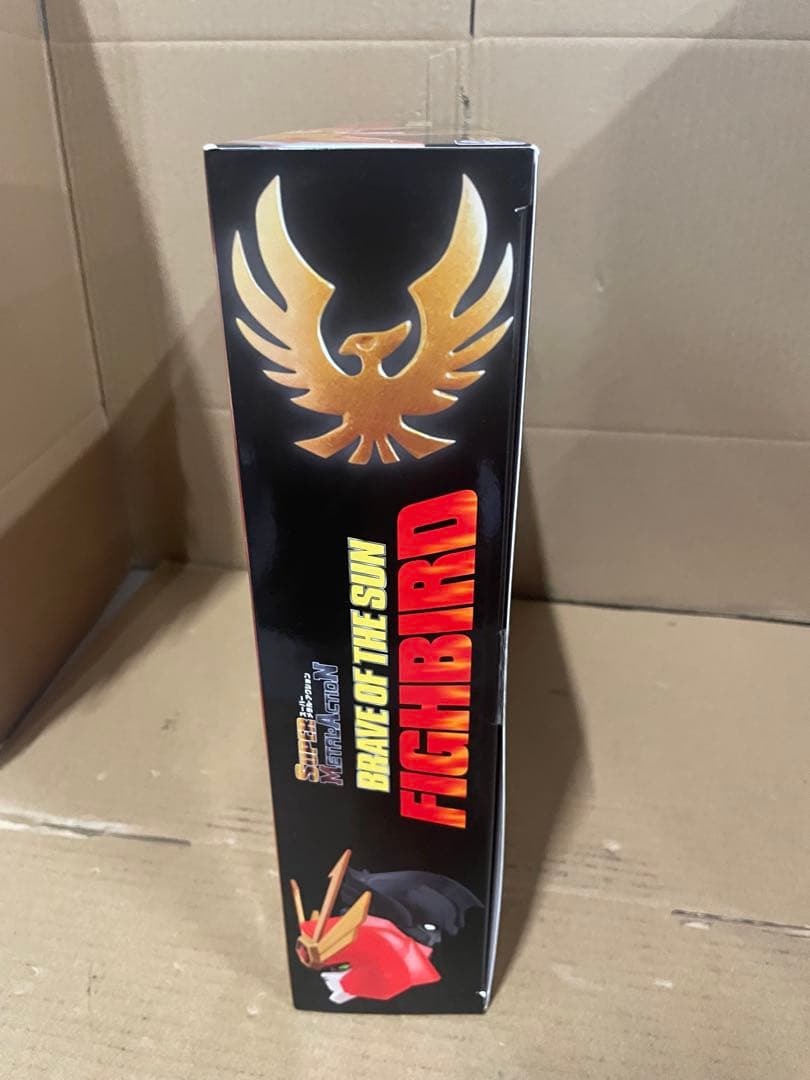 スーパー
メタル・アクション
SUPER
METAL ACTION
BRAVE OF THE SUN
FIGHBIRD